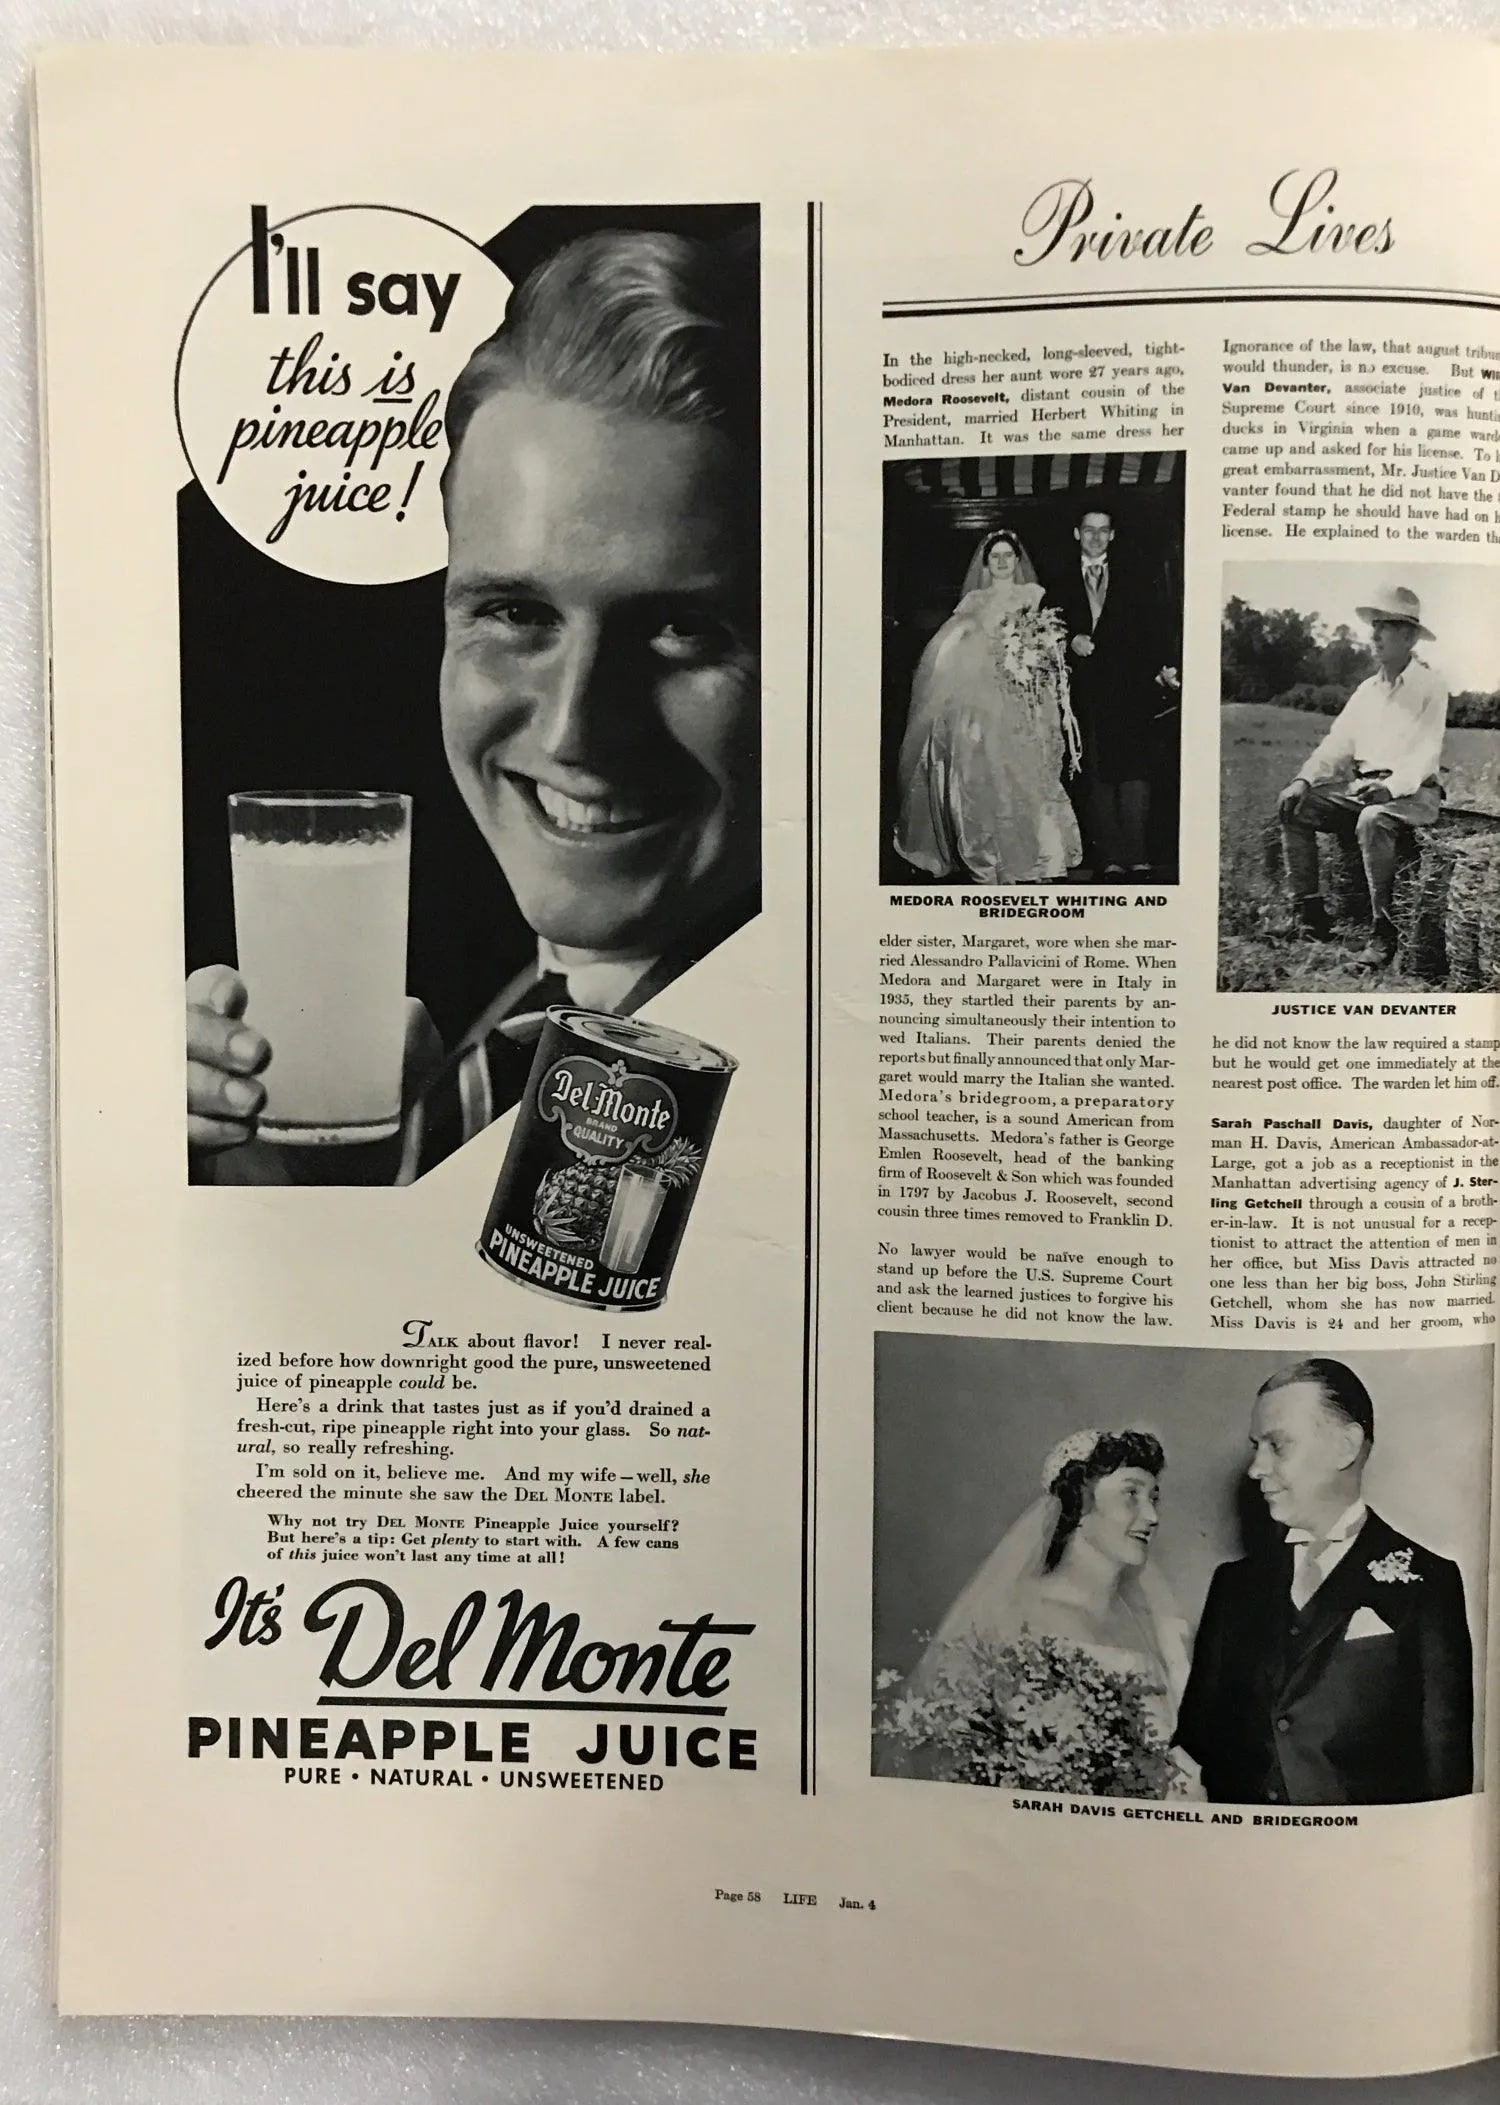 I'll say
this is
pineapple
juice!
Del Monte
BRAND
QUALITY
UNSWEETENED
PINEAPPLE JUICE
TALK about flavor! I never real-
ized before how downright good the pure, unsweetened
juice of pineapple could be.
Here's a drink that tastes just as if you'd drained a
fresh-cut, ripe pineapple right into your glass. So nat-
ural, so really refreshing.
I'm sold on it, believe me. And my wife—well, she
cheered the minute she saw the DEL MONTE label.
Why not try DEL MONTE Pineapple Juice yourself?
But here's a tip: Get plenty to start with. A few cans
of this juice won't last any time at all!
It's Del Monte
PINEAPPLE JUICE
PURE • NATURAL • UNSWEETENED
Private Lives
In the high-necked, long-sleeved, tight-
bodiced dress her aunt wore 27 years ago,
Medora Roosevelt, distant cousin of the
President, married Herbert Whiting in
Manhattan. It was the same dress her
MEDORA ROOSEVELT WHITING AND
BRIDEGROOM
elder sister, Margaret, wore when she mar-
ried Alessandro Pallavicini of Rome. When
Medora and Margaret were in Italy in
1935, they startled their parents by an-
nouncing simultaneously their intention to
wed Italians. Their parents denied the
reports but finally announced that only Mar-
garet would marry the Italian she wanted.
Medora's bridegroom, a preparatory
school teacher, is a sound American from
Massachusetts. Medora's father is George
Emlen Roosevelt, head of the banking
firm of Roosevelt & Son which was founded
in 1797 by Jacobus J. Roosevelt, second
cousin three times removed to Franklin D.
No lawyer would be naïve enough to
stand up before the U.S. Supreme Court
and ask the learned justices to forgive his
client because he did not know the law.
Ignorance of the law, that august
would thunder, is no excuse. But
Van Devanter, associate justice of
Supreme Court since 1910, was
ducks in Virginia when a game
came up and asked for his license. To
great embarrassment, Mr. Justice Van
vanter found that he did not have the
Federal stamp he should have had on
license. He explained to the warden
JUSTICE VAN DEVANTER
he did not know the law required a stamp
but he would get one immediately at the
nearest post office. The warden let him off.
Sarah Paschall Davis, daughter of Nor-
man H. Davis, American Ambassador-at-
Large, got a job as a receptionist in the
Manhattan advertising agency of J. Ster-
ling Getchell through a cousin of a broth-
er-in-law. It is not unusual for a recep-
tionist to attract the attention of men in
her office, but Miss Davis attracted no
one less than her big boss, John Stirling
Getchell, whom she has now married.
Miss Davis is 24 and her groom, who
SARAH DAVIS GETCHELL AND BRIDEGROOM
Page 58 LIFE Jan. 4